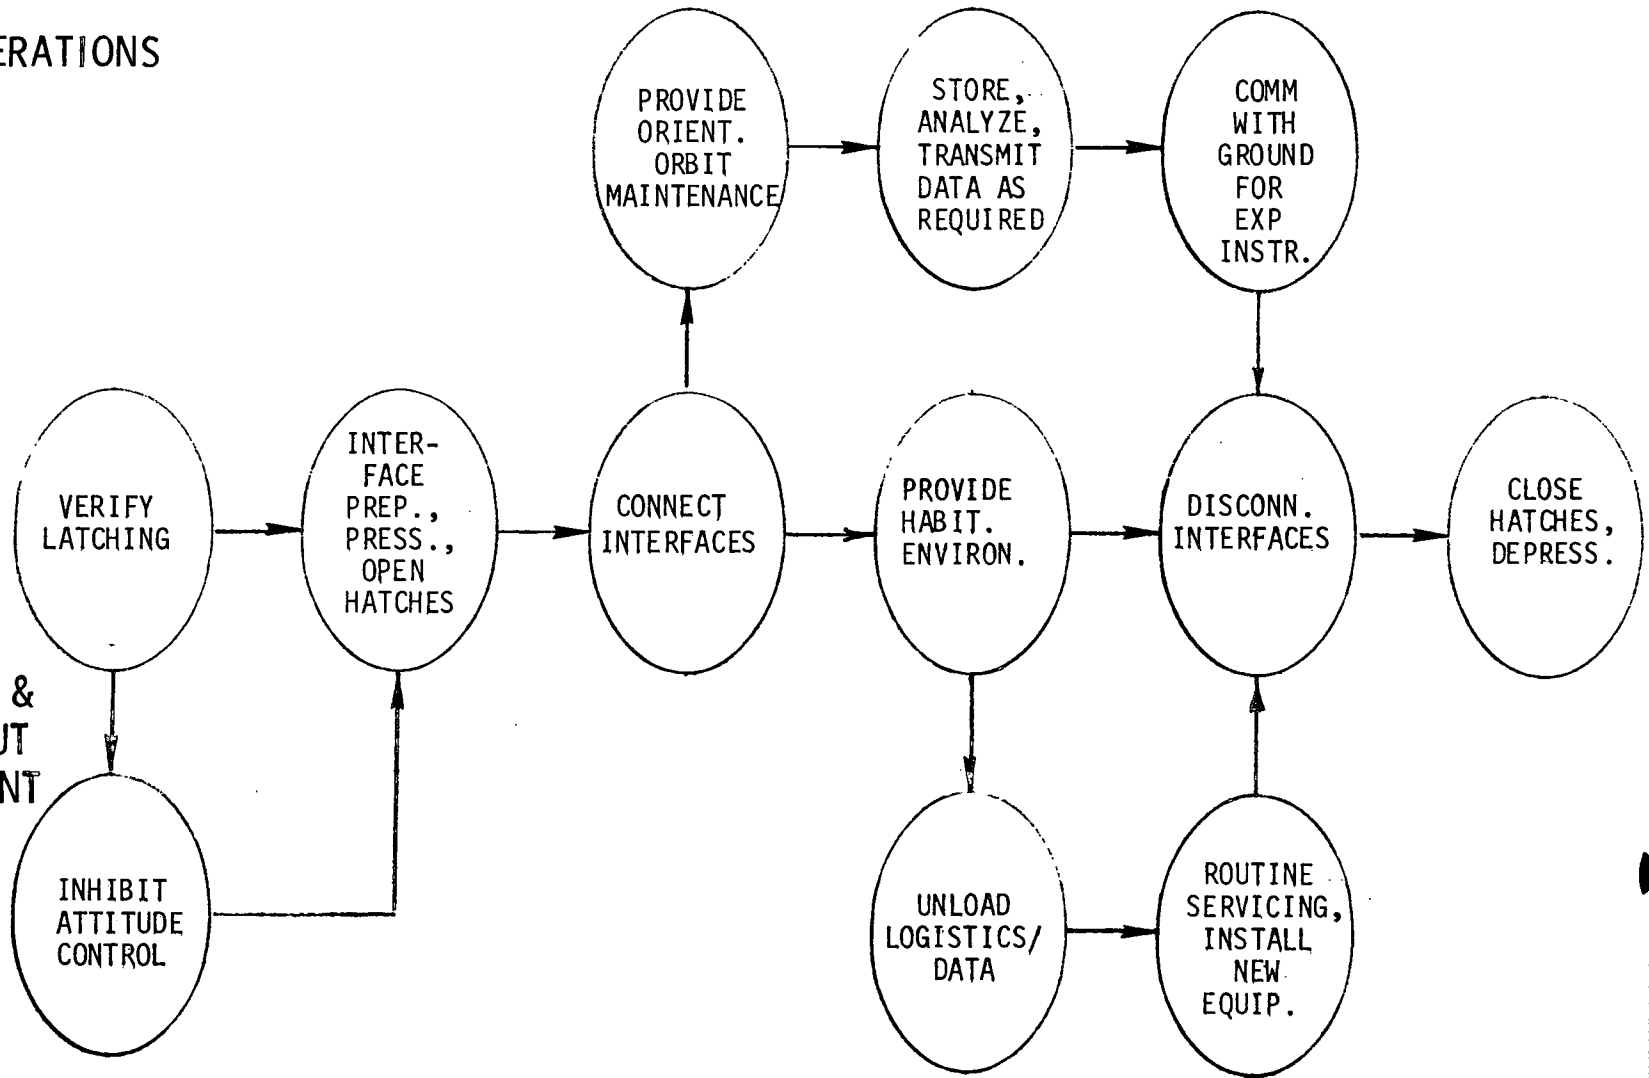 ERATIONS
PROVIDE
ORIENT.
ORBIT
MAINTENANCE
STORE,
ANALYZE,
TRANSMIT
DATA AS
REQUIRED
COMM
WITH
GROUND
FOR
EXP
INSTR.
VERIFY
LATCHING
INTER-
FACE
PREP.,
PRESS.,
OPEN
HATCHES
CONNECT
INTERFACES
PROVIDE
HABIT.
ENVIRON.
DISCONN.
INTERFACES
CLOSE
HATCHES,
DEPRESS.
&
UT
NT
INHIBIT
ATTITUDE
CONTROL
UNLOAD
LOGISTICS/
DATA
ROUTINE
SERVICING,
INSTALL
NEW
EQUIP.